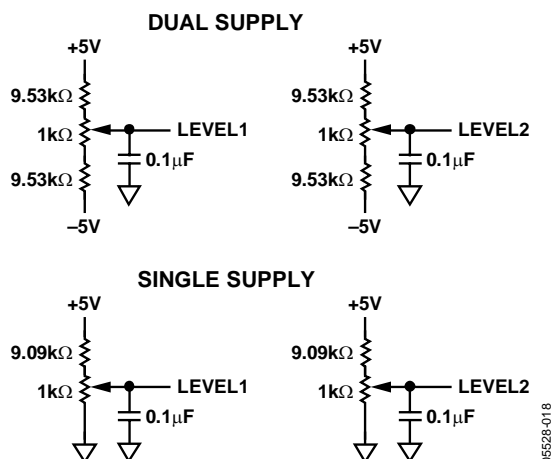 DUAL SUPPLY
+5V
9.53kΩ
1kΩ
LEVEL1
0.1μF
9.53kΩ
–5V
+5V
9.53kΩ
1kΩ
LEVEL2
0.1μF
9.53kΩ
–5V
SINGLE SUPPLY
+5V
9.09kΩ
1kΩ
LEVEL1
0.1μF
+5V
9.09kΩ
1kΩ
LEVEL2
0.1μF